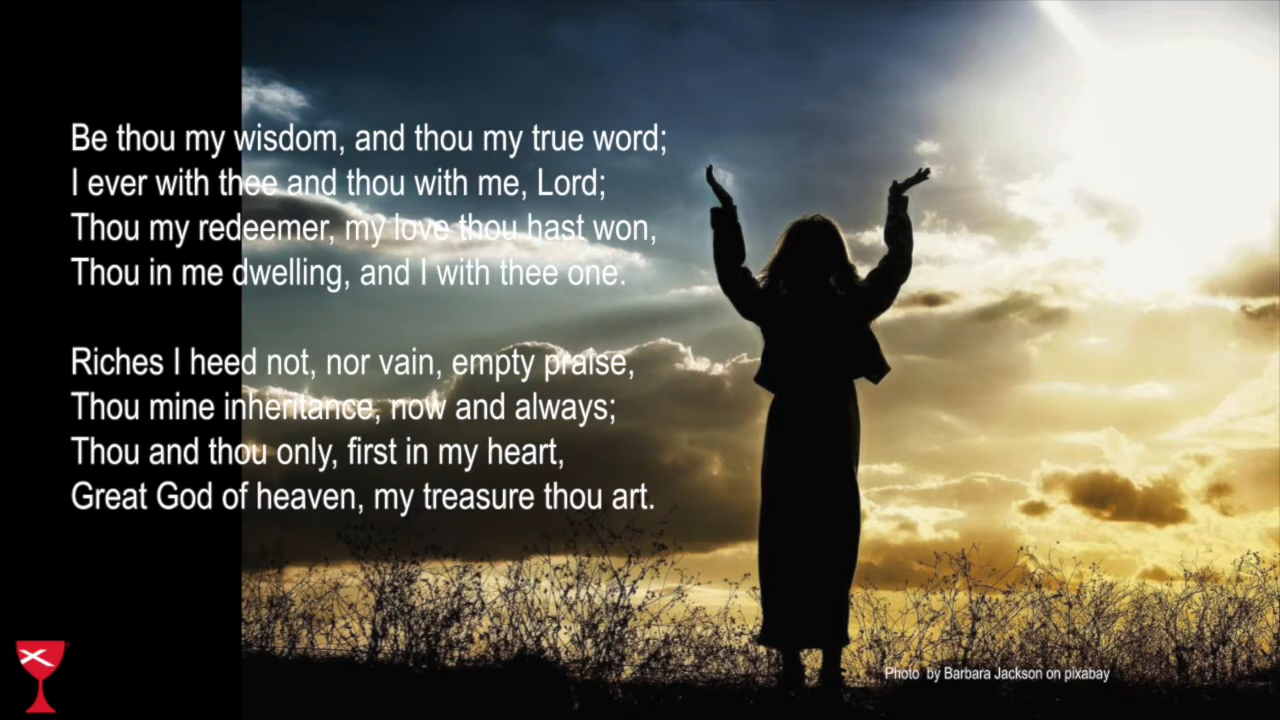 Be thou my wisdom, and thou my true word;
I ever with thee and thou with me, Lord;
Thou my redeemer, my love thou hast won,
Thou in me dwelling, and I with thee one.
Riches I heed not, nor vain, empty praise,
Thou mine inheritance, now and always;
Thou and thou only, first in my heart,
Great God of heaven, my treasure thou art.
Photo by Barbara Jackson on pixabay